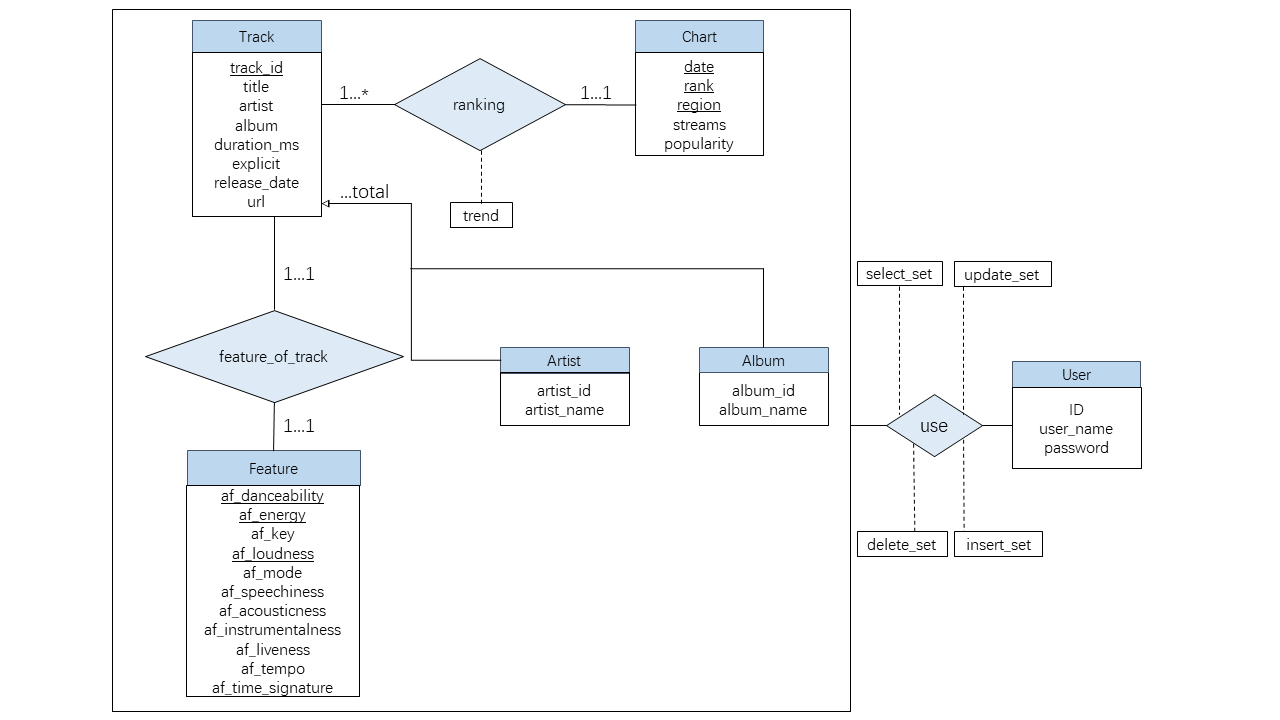 Track
track_id
title
artist
album
duration_ms
explicit
release_date
url
1...*
ranking
1...1
trend
Chart
date
rank
region
streams
popularity
...total
1...1
feature_of_track
1...1
Artist
artist_id
artist_name
Album
album_id
album_name
Feature
af_danceability
af_energy
af_key
af_loudness
af_mode
af_speechiness
af_acousticness
af_instrumentalness
af_liveness
af_tempo
af_time_signature
select_set
update_set
use
delete_set
insert_set
User
ID
user_name
password